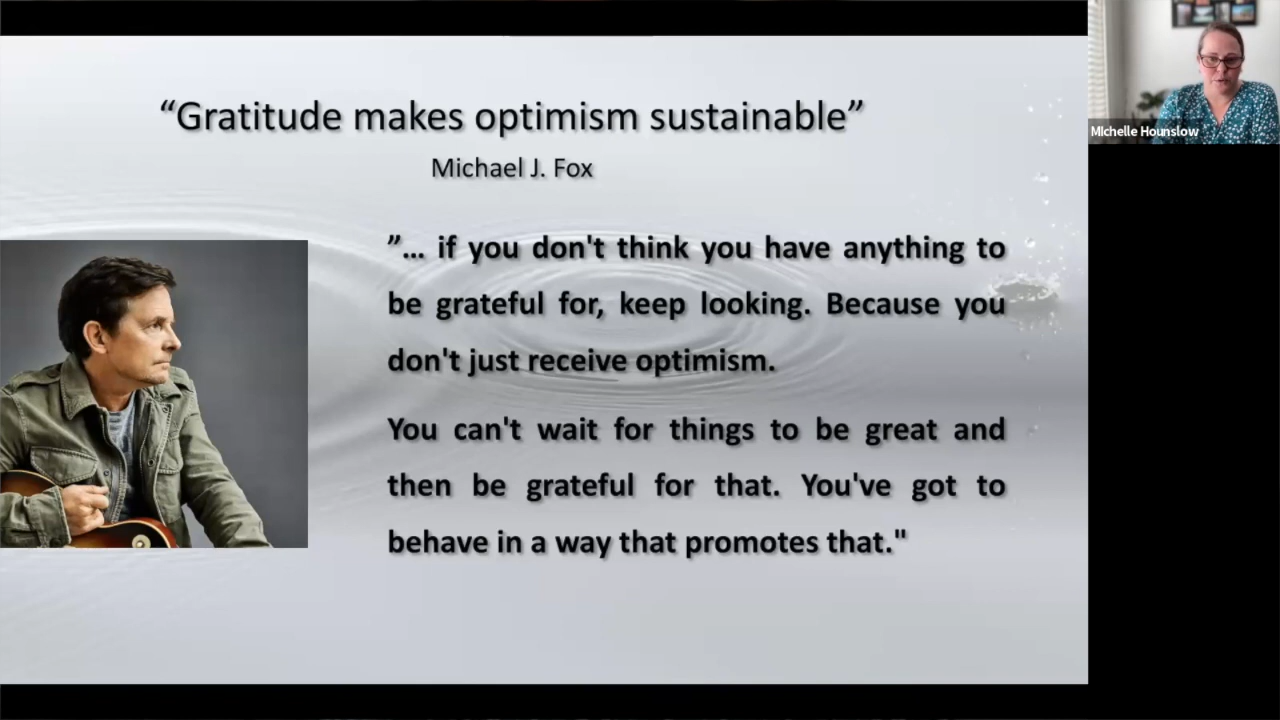 “Gratitude makes optimism sustainable”
Michael J. Fox
”... if you don't think you have anything to
be grateful for, keep looking. Because you
don't just receive optimism.
You can't wait for things to be great and
then be grateful for that. You've got to
behave in a way that promotes that."
Michelle Hounslow